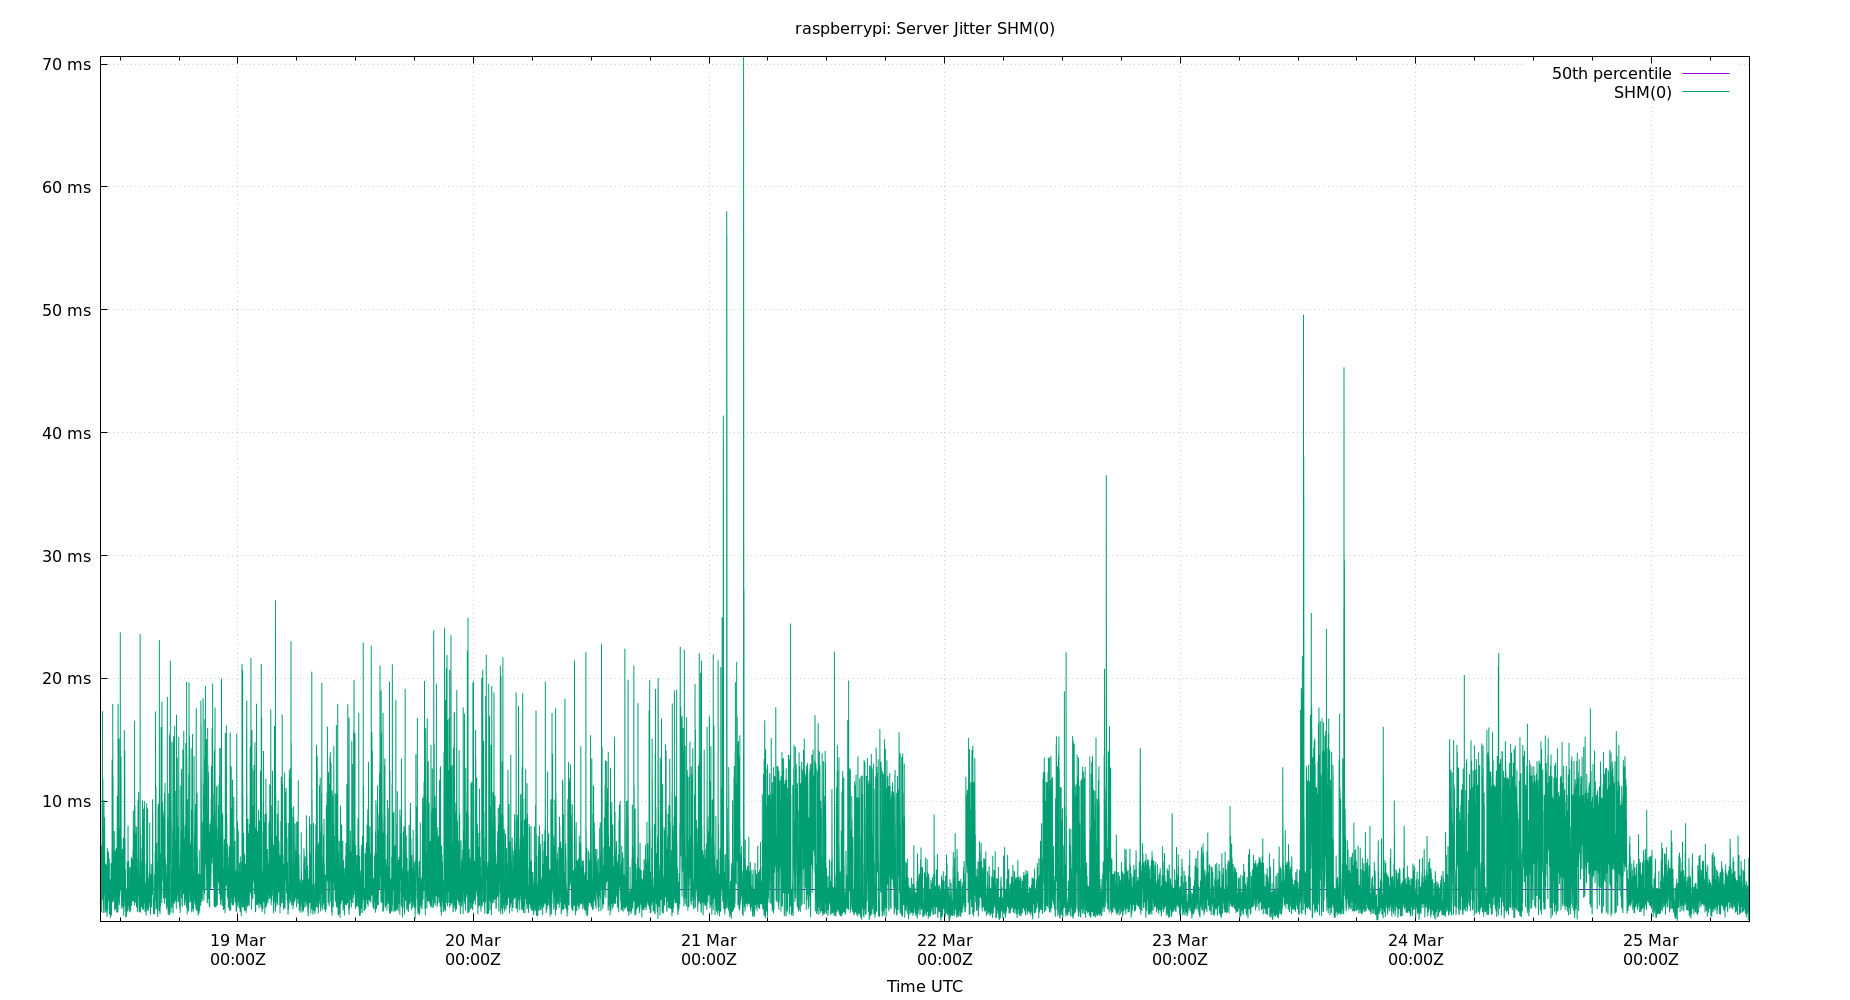 raspberrypi: Server Jitter SHM(0)
70 ms
60 ms
50 ms
40 ms
30 ms
20 ms
10 ms
50th percentile
SHM(0)
19 Mar
00:00Z
20 Mar
00:00Z
21 Mar
00:00Z
22 Mar
00:00Z
23 Mar
00:00Z
24 Mar
00:00Z
25 Mar
00:00Z
Time UTC